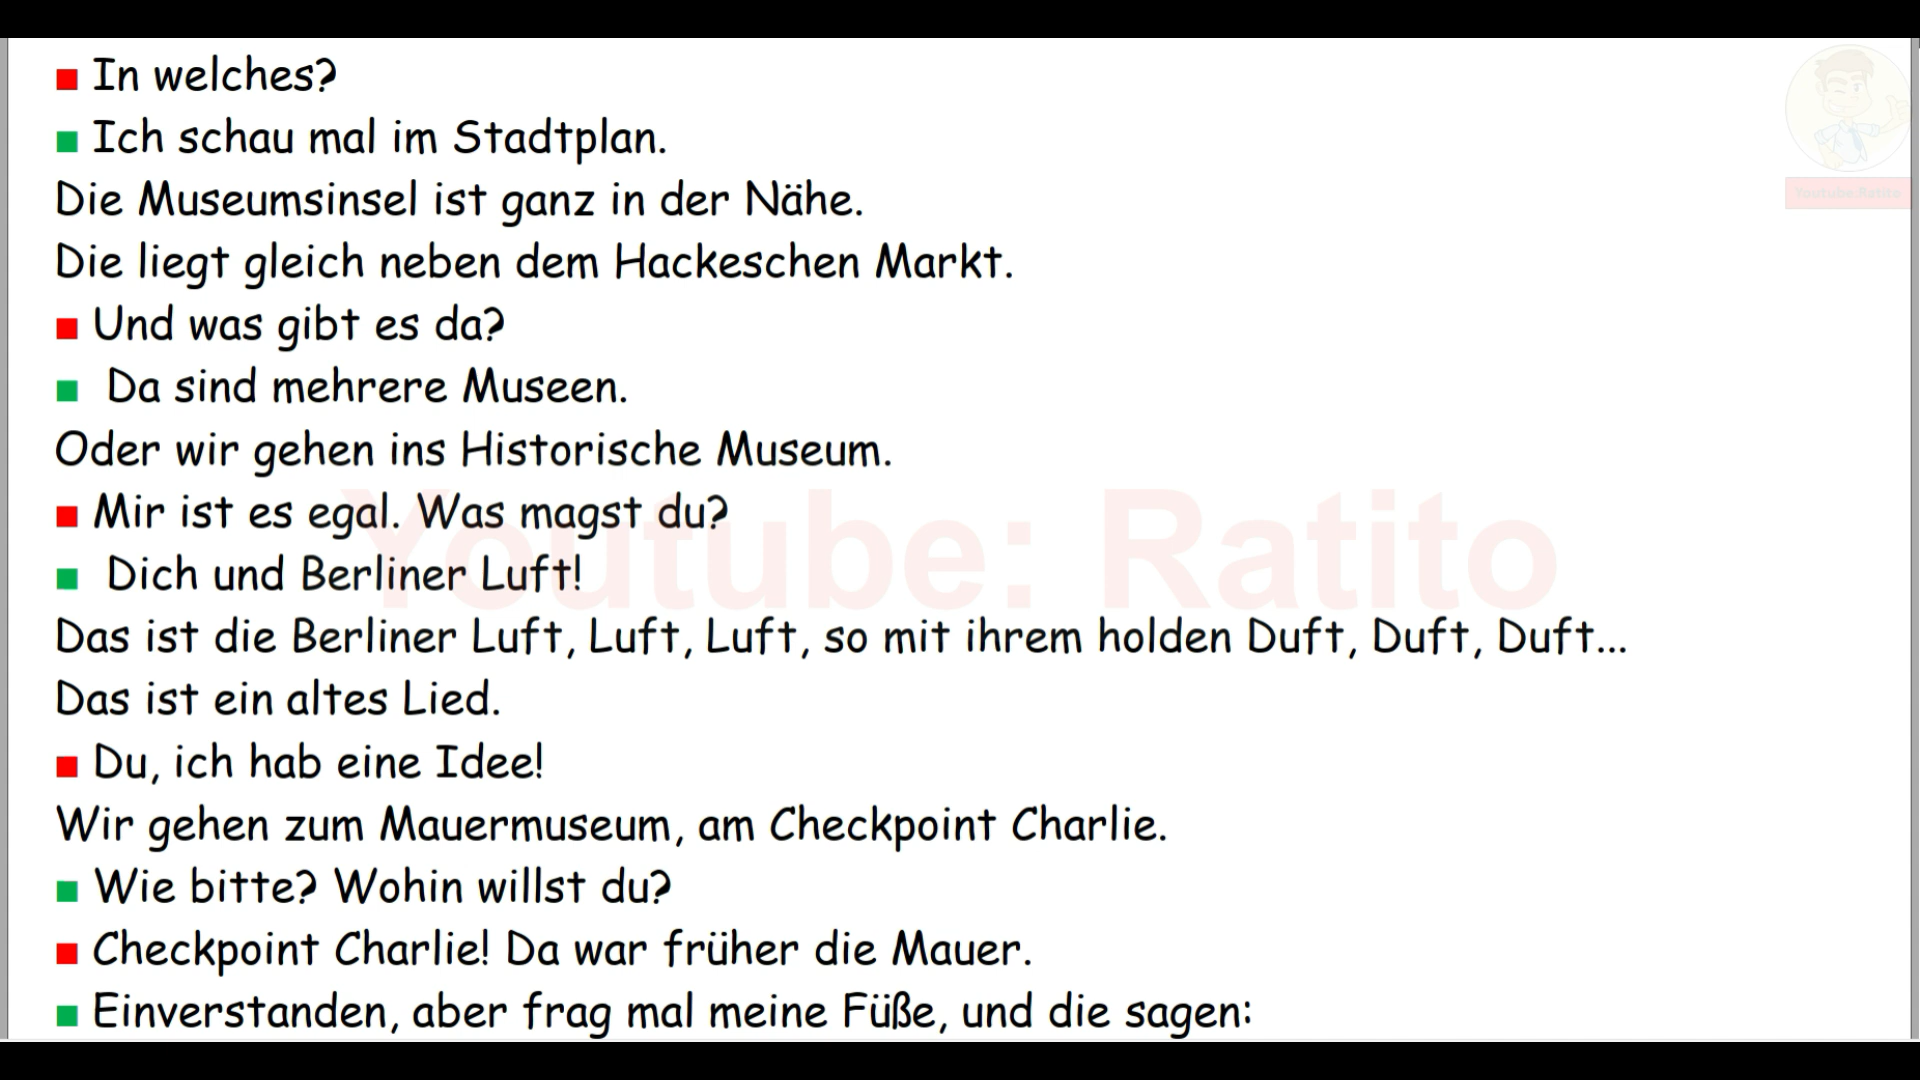 In welches?
Ich schau mal im Stadtplan.
Die Museumsinsel ist ganz in der Nähe.
Die liegt gleich neben dem Hackeschen Markt.
Und was gibt es da?
Da sind mehrere Museen.
Oder wir gehen ins Historische Museum.
Mir ist es egal. Was magst du?
Dich und Berliner Luft!
Das ist die Berliner Luft, Luft, Luft, so mit ihrem holden Duft, Duft, Duft...
Das ist ein altes Lied.
Du, ich hab eine Idee!
Wir gehen zum Mauermuseum, am Checkpoint Charlie.
Wie bitte? Wohin willst du?
Checkpoint Charlie! Da war früher die Mauer.
Einverstanden, aber frag mal meine Füße, und die sagen:
Youtube: Ratito
Youtube:Ratito